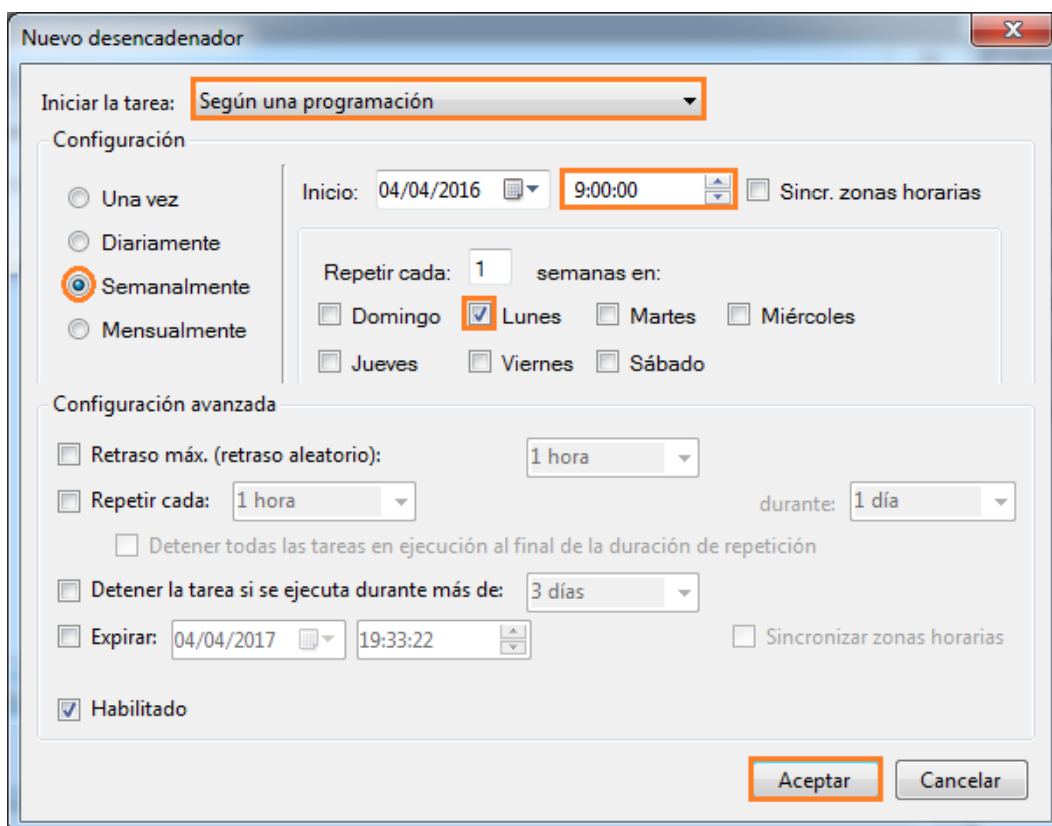 Nuevo desencadenador
Iniciar la tarea: Según una programación
Configuración
Una vez
Diariamente
Semanalmente
Mensualmente
Inicio: 04/04/2016 9:00:00 Sincr. zonas horarias
Repetir cada: 1 semanas en:
Domingo Lunes Martes Miércoles
Jueves Viernes Sábado
Configuración avanzada
Retraso máx. (retraso aleatorio): 1 hora
Repetir cada: 1 hora durante: 1 día
Detener todas las tareas en ejecución al final de la duración de repetición
Detener la tarea si se ejecuta durante más de: 3 días
Expirar: 04/04/2017 19:33:22 Sincronizar zonas horarias
Habilitado
Aceptar Cancelar